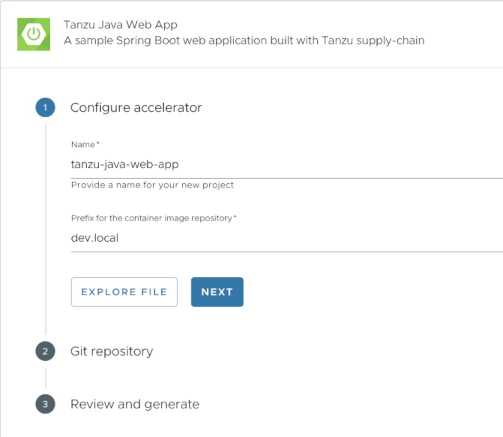 Tanzu Java Web App
A sample Spring Boot web application built with Tanzu supply-chain
1 Configure accelerator
Name*
tanzu-java-web-app
Provide a name for your new project
Prefix for the container image repository*
dev.local
EXPLORE FILE NEXT
2 Git repository
3 Review and generate